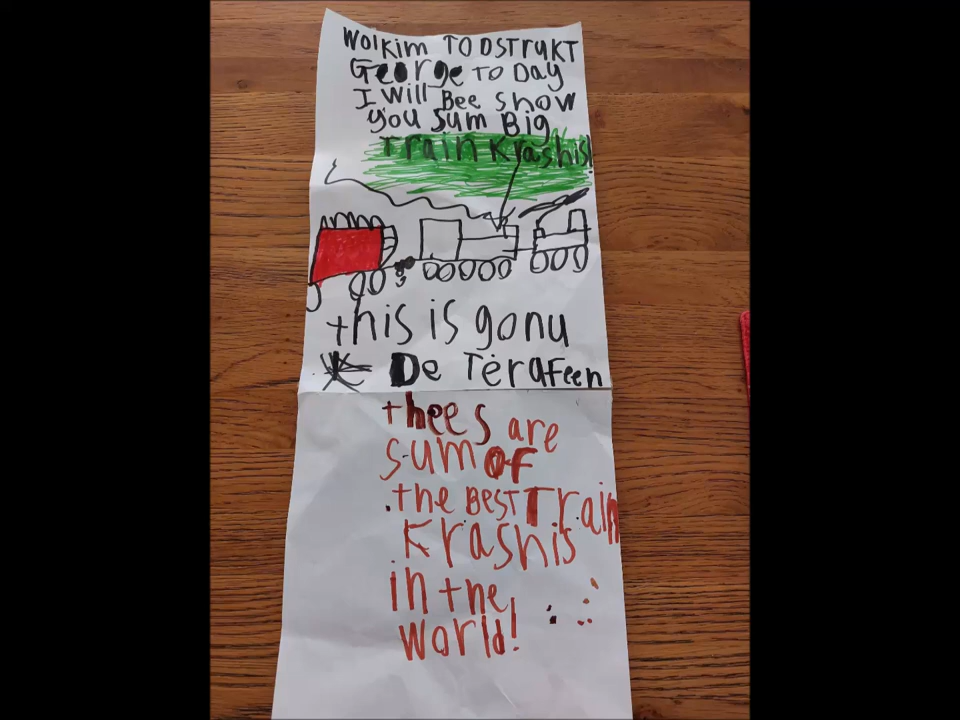 Wolkim TO DSTRUKT
George TO Day
I Will Bee show
you Sum Big
Train Krashis!
this is gonu
De Terafeen
thees are
sum OF
the BEST Train
Krashis
in the
world!